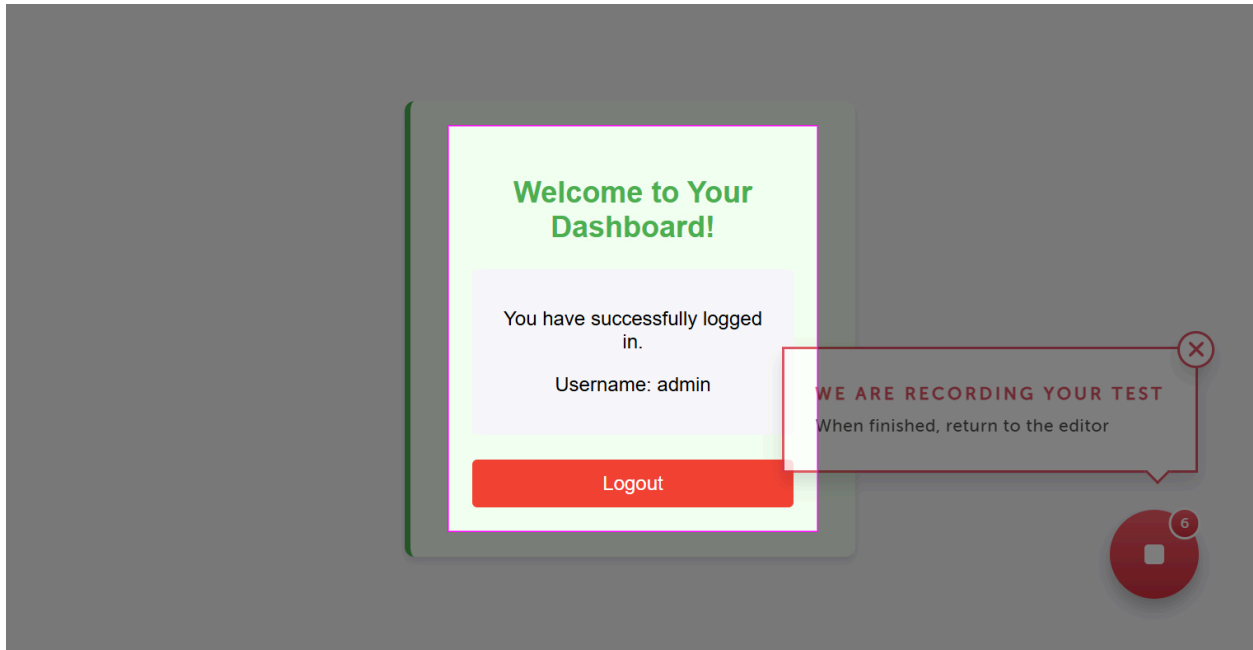 Welcome to Your
Dashboard!
You have successfully logged
in.
Username: admin
WE ARE RECORDING YOUR TEST
When finished, return to the editor
Logout
6